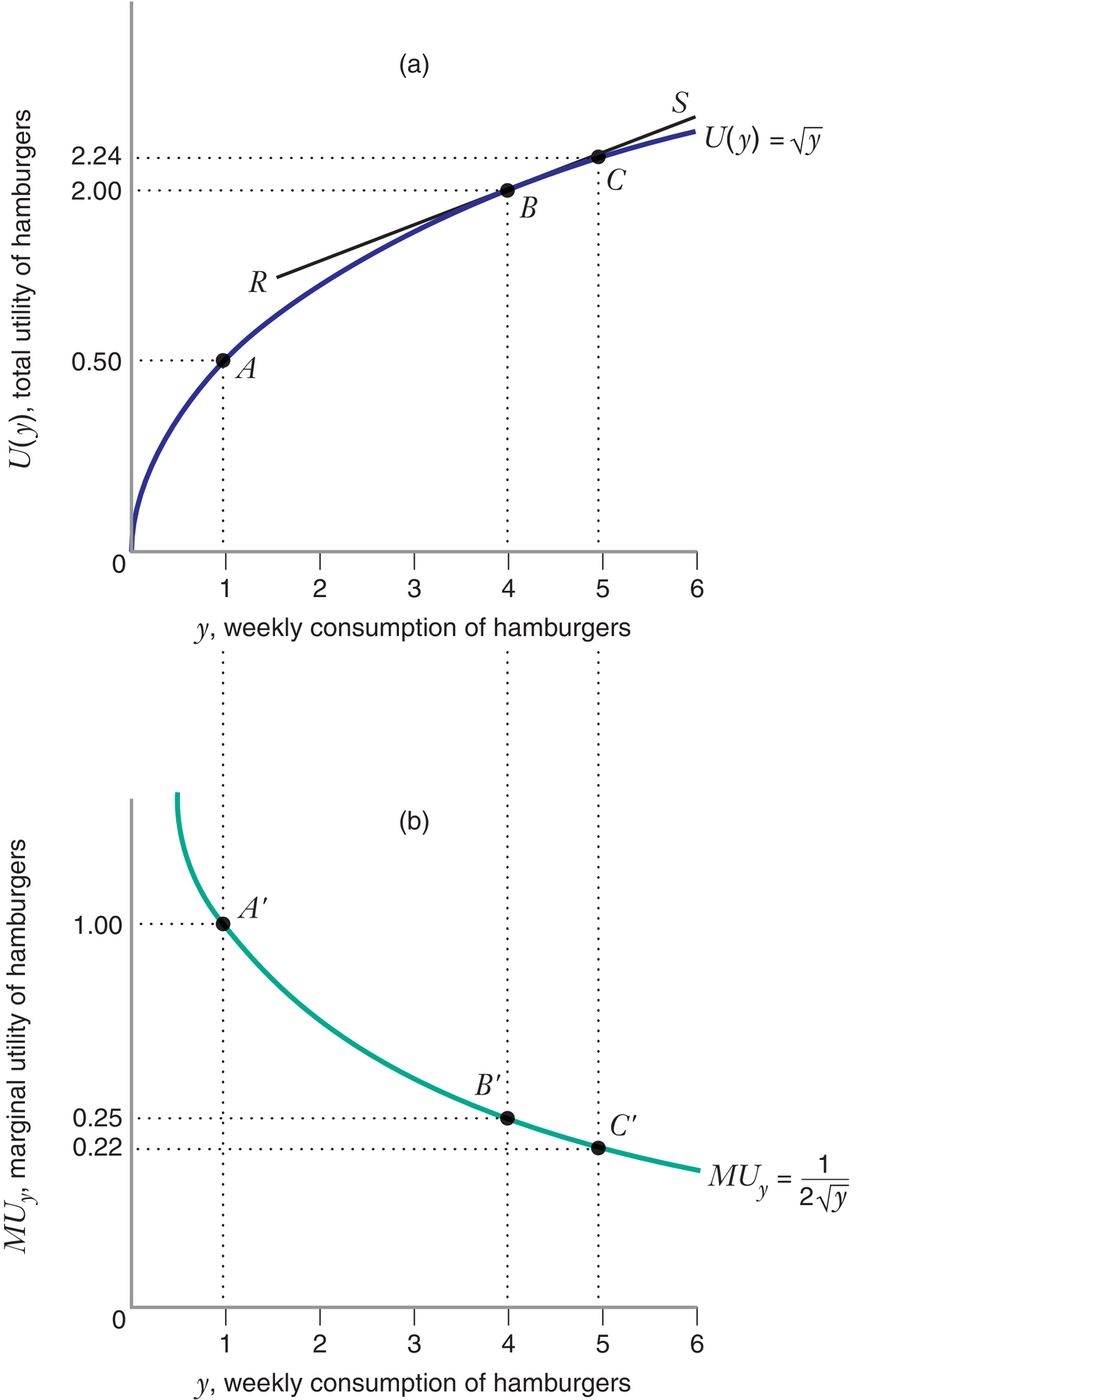 (a)
U(y), total utility of hamburgers
S
U(y) = √y
2.24
2.00
C
B
R
0.50
A
0
1 2 3 4 5 6
y, weekly consumption of hamburgers
(b)
MUy, marginal utility of hamburgers
1.00
A′
B′
0.25
C′
0.22
MUy = 1/2√y
0
1 2 3 4 5 6
y, weekly consumption of hamburgers